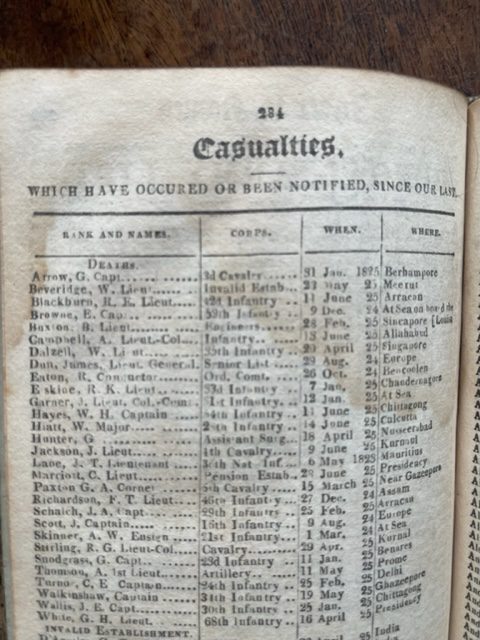 284
Casualties.
WHICH HAVE OCCURED OR BEEN NOTIFIED, SINCE OUR LAST.
RANK AND NAMES. CORPS. WHEN. WHERE.
DEATHS.
Arrow, G. Capt. 3d Cavalry 31 Jan. 1825 Berhampore
Beveridge, W. Lieut. Invalid Estab. 23 May 25 Meerut
Blackburn, R. E. Lieut. 42d Infantry 11 June 25 Arracan
Browne, E. Cap. 59th Infantry 9 Dec. 24 At Sea on board the
Buxton, B. Lieut. Engineers 28 Feb. 25 Sincapore [Louisa
Campbell, A. Lieut.-Col. Infantry 18 June 25 Allahabad
Dalzell, W. Lieut. 35th Infantry 29 April 25 Singapore
Dun, James, Lieut. General. Senior List 29 Aug. 24 Europe
Eaton, R. Conductor Ord. Comt. 26 Oct. 24 Bencoolen
Erskine, R. K. Lieut. 33d Infantry 7 Jan. 25 Chandernagore
Garner, J. Lieut. Col.-Comt. 1st Infantry 12 Jan. 25 At Sea
Hayes, W. H. Captain Infantry 11 June 25 Chittagong
Hiatt, W. Major Infantry 14 June 25 Calcutta
Hunter, G Assistant Surg. 18 April 25 Nusseerabad
Jackson, J. Lieut. 4th Cavalry 9 June 25 Kurnoul
Lane, J. T. Lieutenant Nat. Inf. 6 May 1825 Mauritius
Marriott, C. Lieut. Pension Estab. 28 June 25 Presidency
Paxton G. A. Cornet 5th Cavalry 15 March 25 Near Gazeepore
Richardson, F. T. Lieut. 46th Infantry 27 Dec. 24 Assam
Schalch, J. A. Capt. 29th Infantry 25 Feb. 25 Arracan
Scott, J. Captain 15th Infantry 9 Aug. 24 Europe
Skinner, A. W. Ensign 21st Infantry 1 Mar. 25 At Sea
Stirling, R. G. Lieut-Col. Cavalry 29 Apr. 25 Kurnal
Snodgrass, G. Capt. 23d Infantry 11 Jan. 25 Benares
Thomson, A. 1st Lieut. Artillery 11 May 25 Prome
Turner, C. E Captain 24th Infantry 25 Feb. 25 Delhi
Walkinshaw, Captain 34th Infantry 31 May 25 Ghazeepore
Wallis, J. E. Capt. 30th Infantry 25 Jan. 25 Chittagong
White, G. H. Lieut. 68th Infantry 16 April 25 Presidency
INVALID ESTABLISHMENT.
India